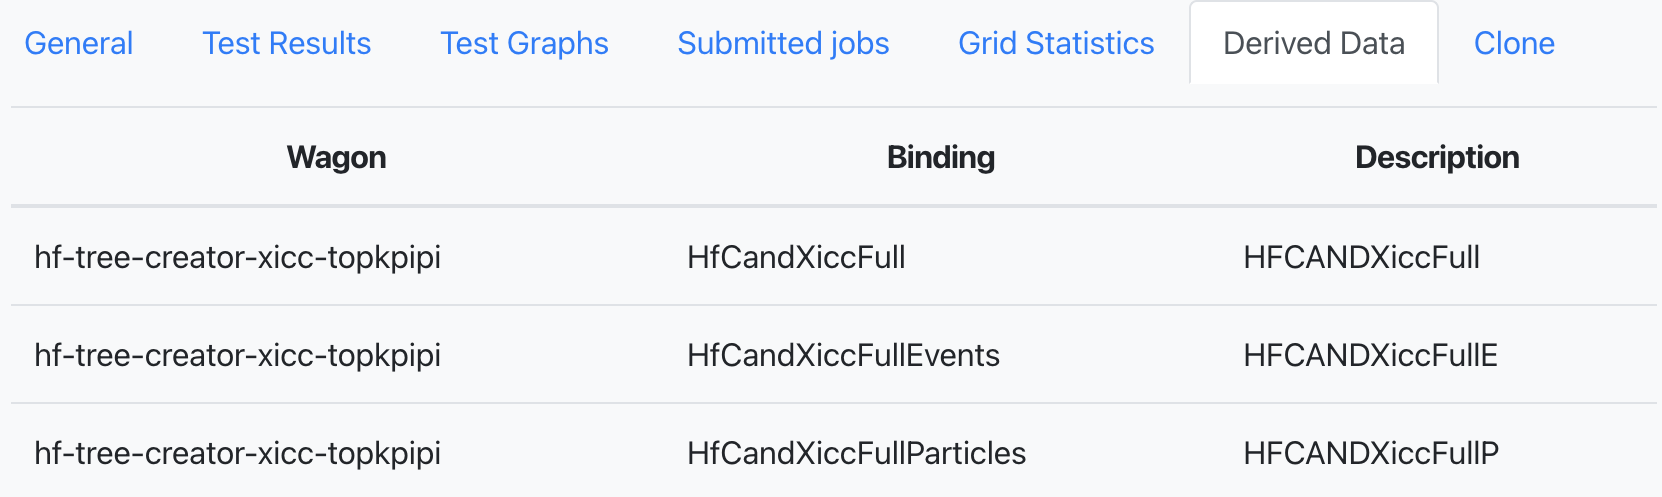 General Test Results Test Graphs Submitted jobs Grid Statistics Derived Data Clone
Wagon Binding Description
hf-tree-creator-xicc-topkpipi HfCandXiccFull HFCANDXiccFull
hf-tree-creator-xicc-topkpipi HfCandXiccFullEvents HFCANDXiccFullE
hf-tree-creator-xicc-topkpipi HfCandXiccFullParticles HFCANDXiccFullP